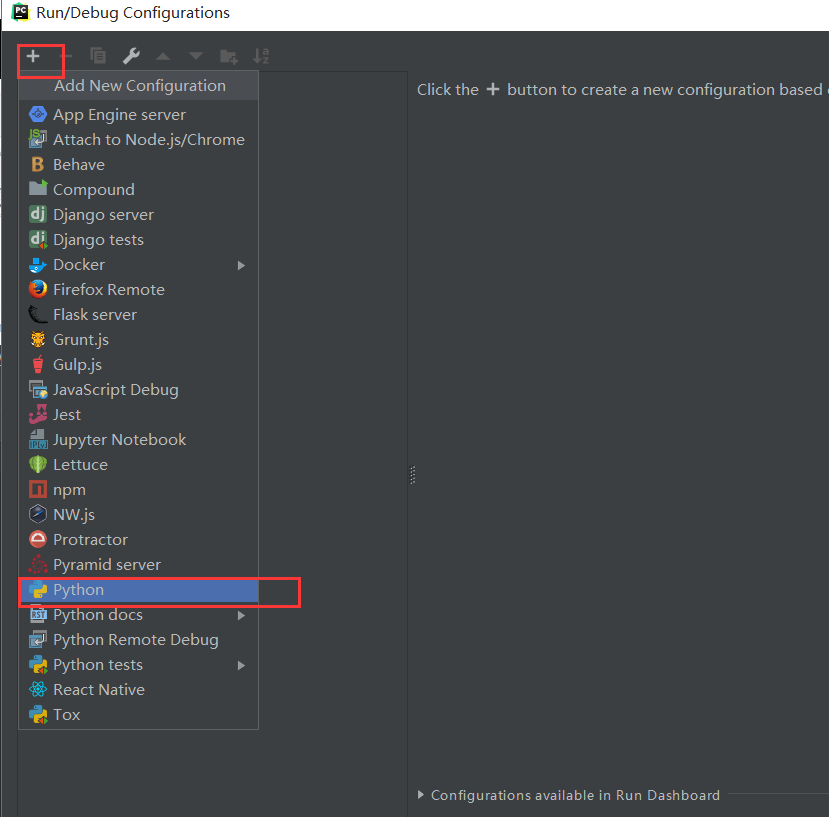 PC Run/Debug Configurations
Add New Configuration
Click the + button to create a new configuration based
App Engine server
Attach to Node.js/Chrome
Behave
Compound
Django server
Django tests
Docker
Firefox Remote
Flask server
Grunt.js
Gulp.js
JavaScript Debug
Jest
Jupyter Notebook
Lettuce
npm
NW.js
Protractor
Pyramid server
Python
Python docs
Python Remote Debug
Python tests
React Native
Tox
Configurations available in Run Dashboard